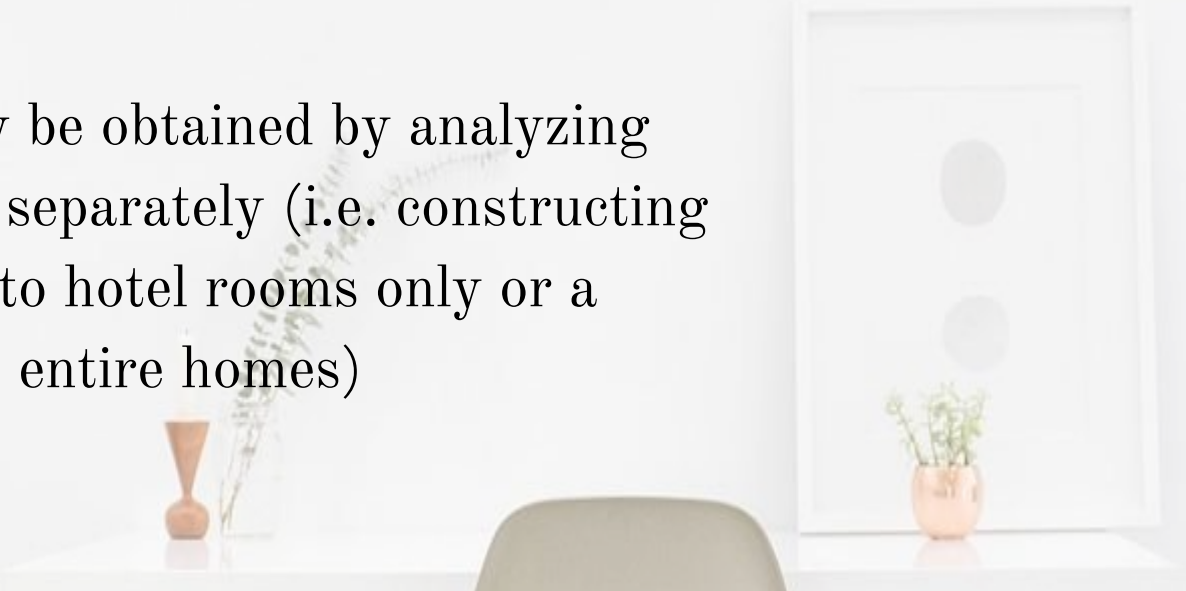 be obtained by analyzing
separately (i.e. constructing
to hotel rooms only or a
entire homes)